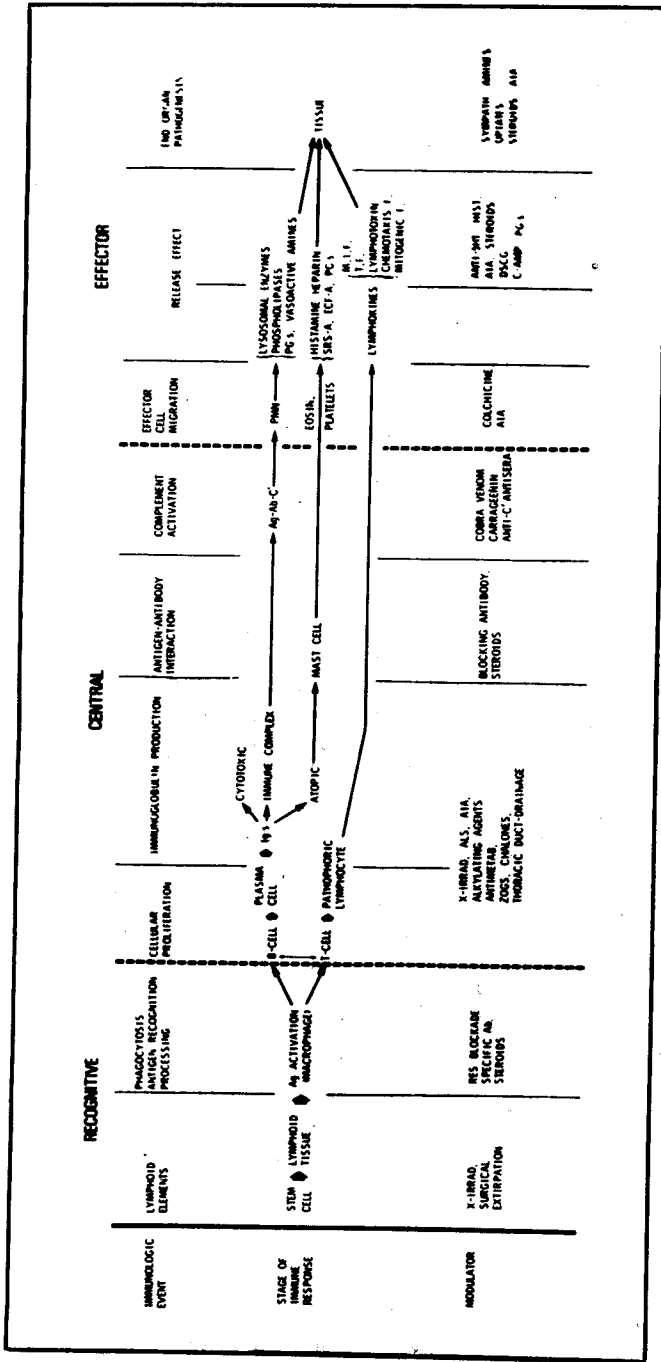 RECOGNITIVE
CENTRAL
EFFECTOR
IMMUNOLOGIC
EVENT
LYMPHOID
ELEMENTS
PHAGOCYTOSIS
ANTIGEN RECOGNITION
PROCESSING
CELLULAR
PROLIFERATION
IMMUNOGLOBULIN PRODUCTION
ANTIGEN-ANTIBODY
INTERACTION
COMPLEMENT
ACTIVATION
EFFECTOR
CELL
MIGRATION
RELEASE EFFECT
END ORGAN
PATHOGENESIS
STAGE OF
IMMUNE
RESPONSE
STEM
CELL
LYMPHOID
TISSUE
Ag ACTIVATION
(MACROPHAGE)
B-CELL
PLASMA
CELL
Igs
CYTOTOXIC
IMMUNE COMPLEX
ATOPIC
Ag-Ab-C'
PMN
LYSOSOMAL ENZYMES
PHOSPHOLIPASES
PGs, VASOACTIVE AMINES
MAST CELL
EOSIN.
PLATELETS
HISTAMINE HEPARIN
SRS-A, ECF-A, PGs
TISSUE
T-CELL
PATHOPHORIC
LYMPHOCYTE
LYMPHOKINES
M.I.F.
T.F.
LYMPHOTOXIN
CHEMOTAXIS F.
MITOGENIC F.
MODULATOR
X-IRRAD,
SURGICAL
EXTIRPATION
RES BLOCKADE
SPECIFIC Ab,
STEROIDS
X-IRRAD, ALS, AIA,
ALKYLATING AGENTS
ANTIMETAB,
ZOGS, CHALONES,
THORACIC DUCT-DRAINAGE
BLOCKING ANTIBODY,
STEROIDS
COBRA VENOM
CARRAGEENIN
ANTI-C' ANTISERA
COLCHICINE
AIA
ANTI-5HT HIST.
AIA STEROIDS
DSCG
C-AMP PGs
SYMPATH AMINES
STEROIDS AIA